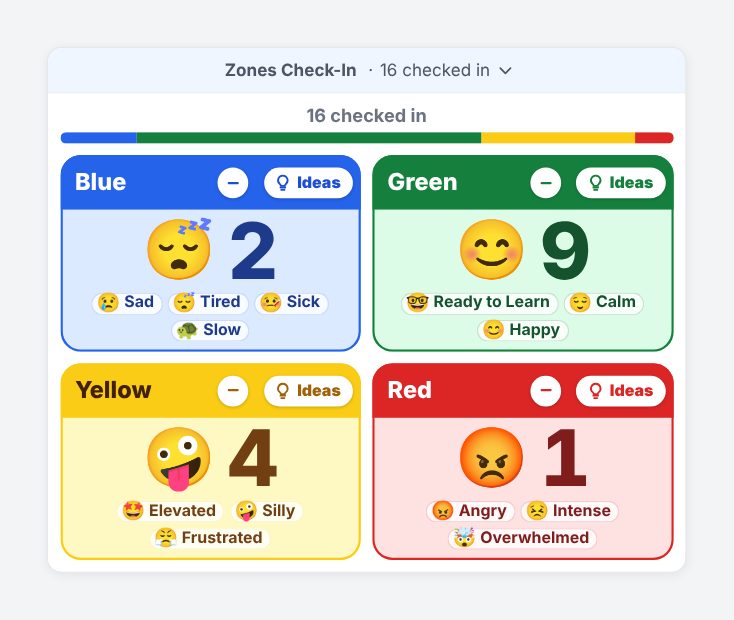 Zones Check-In · 16 checked in
16 checked in
Blue − Ideas
2
Sad Tired Sick
Slow
Green − Ideas
9
Ready to Learn Calm
Happy
Yellow − Ideas
4
Elevated Silly
Frustrated
Red − Ideas
1
Angry Intense
Overwhelmed